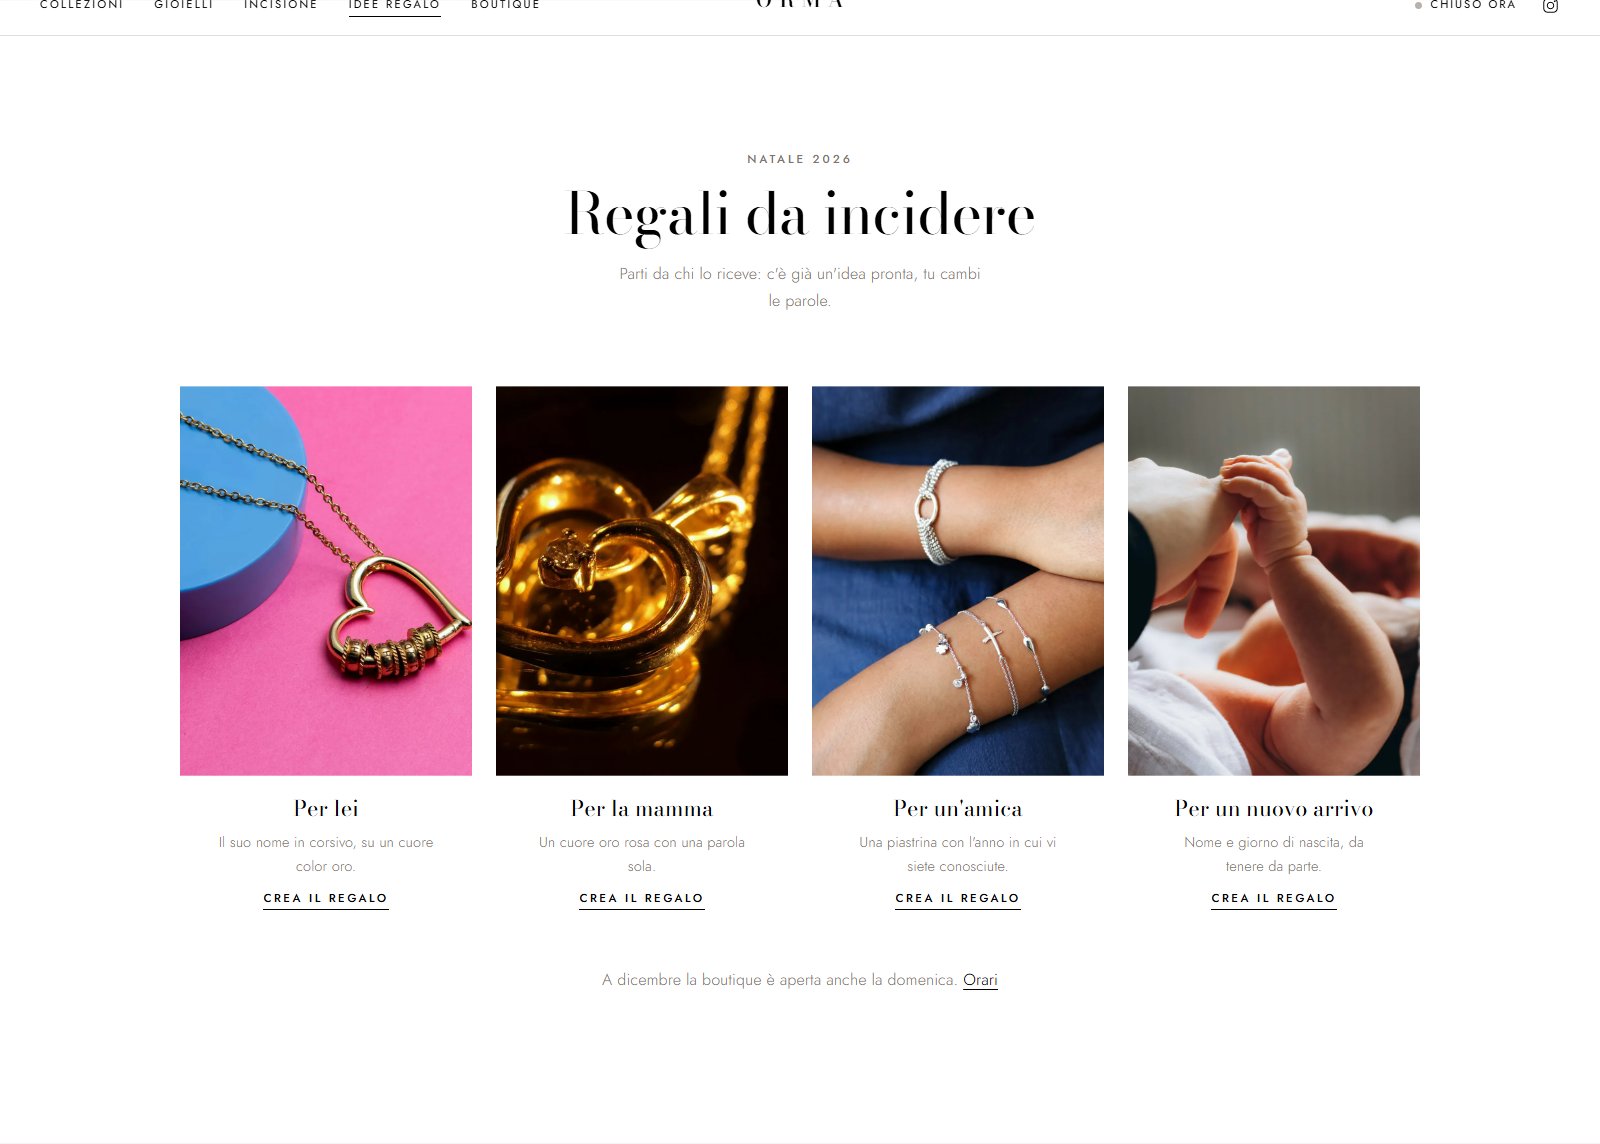 COLLEZIONI GIOIELLI INCISIONE IDEE REGALO BOUTIQUE ORMA CHIUSO ORA
NATALE 2026
Regali da incidere
Parti da chi lo riceve: c'è già un'idea pronta, tu cambi
le parole.
Per lei
Il suo nome in corsivo, su un cuore
color oro.
CREA IL REGALO
Per la mamma
Un cuore oro rosa con una parola
sola.
CREA IL REGALO
Per un'amica
Una piastrina con l'anno in cui vi
siete conosciute.
CREA IL REGALO
Per un nuovo arrivo
Nome e giorno di nascita, da
tenere da parte.
CREA IL REGALO
A dicembre la boutique è aperta anche la domenica. Orari